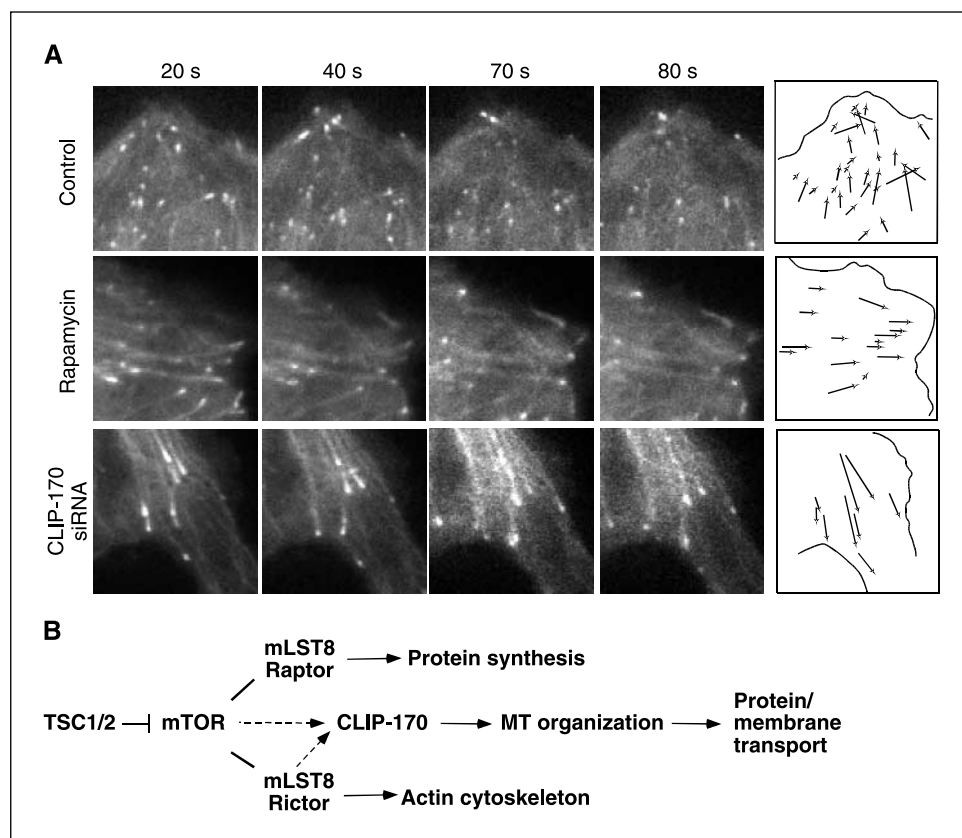 A
20 s 40 s 70 s 80 s
Control
Rapamycin
CLIP-170
siRNA
B
mLST8
Raptor
Protein synthesis
TSC1/2 mTOR CLIP-170 MT organization
Protein/
membrane
transport
mLST8
Rictor
Actin cytoskeleton